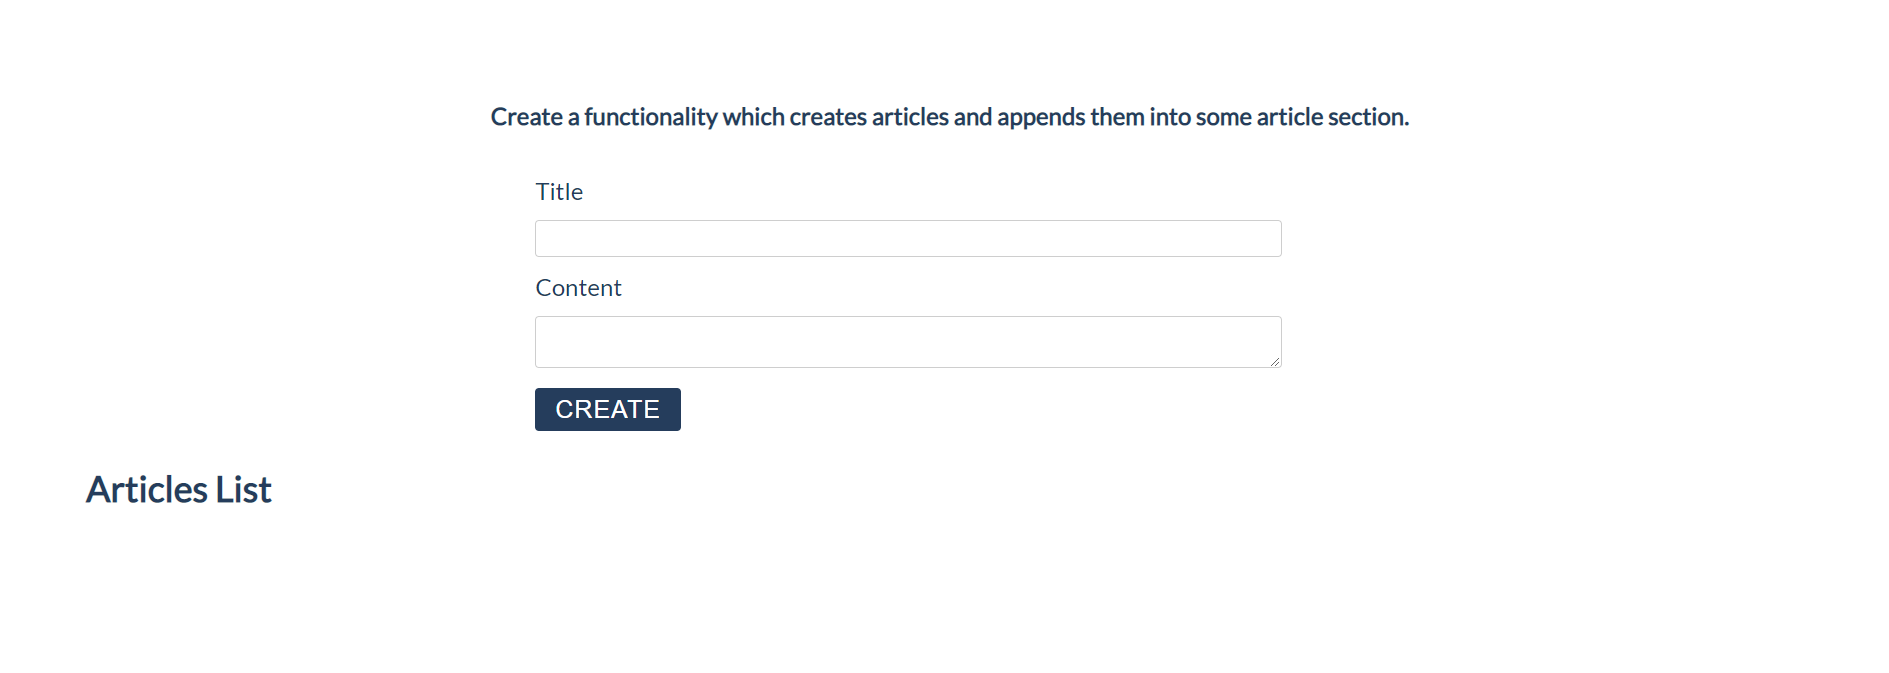 Create a functionality which creates articles and appends them into some article section.
Title
Content
CREATE
Articles List